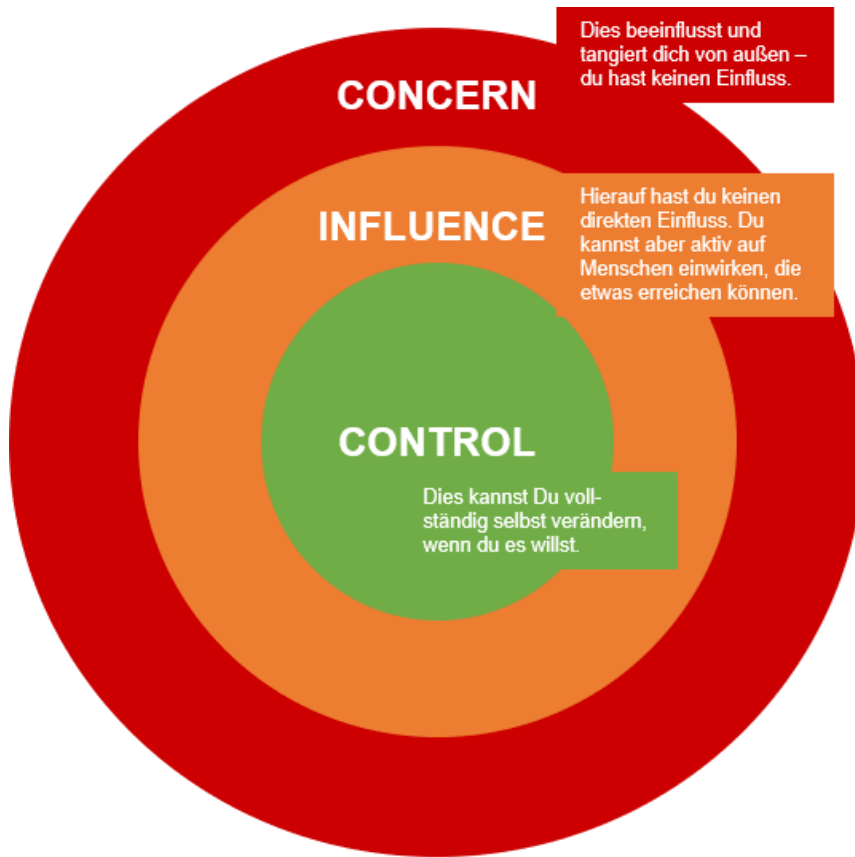 CONCERN
Dies beeinflusst und
tangiert dich von außen –
du hast keinen Einfluss.
INFLUENCE
Hierauf hast du keinen
direkten Einfluss. Du
kannst aber aktiv auf
Menschen einwirken, die
etwas erreichen können.
CONTROL
Dies kannst Du voll-
ständig selbst verändern,
wenn du es willst.